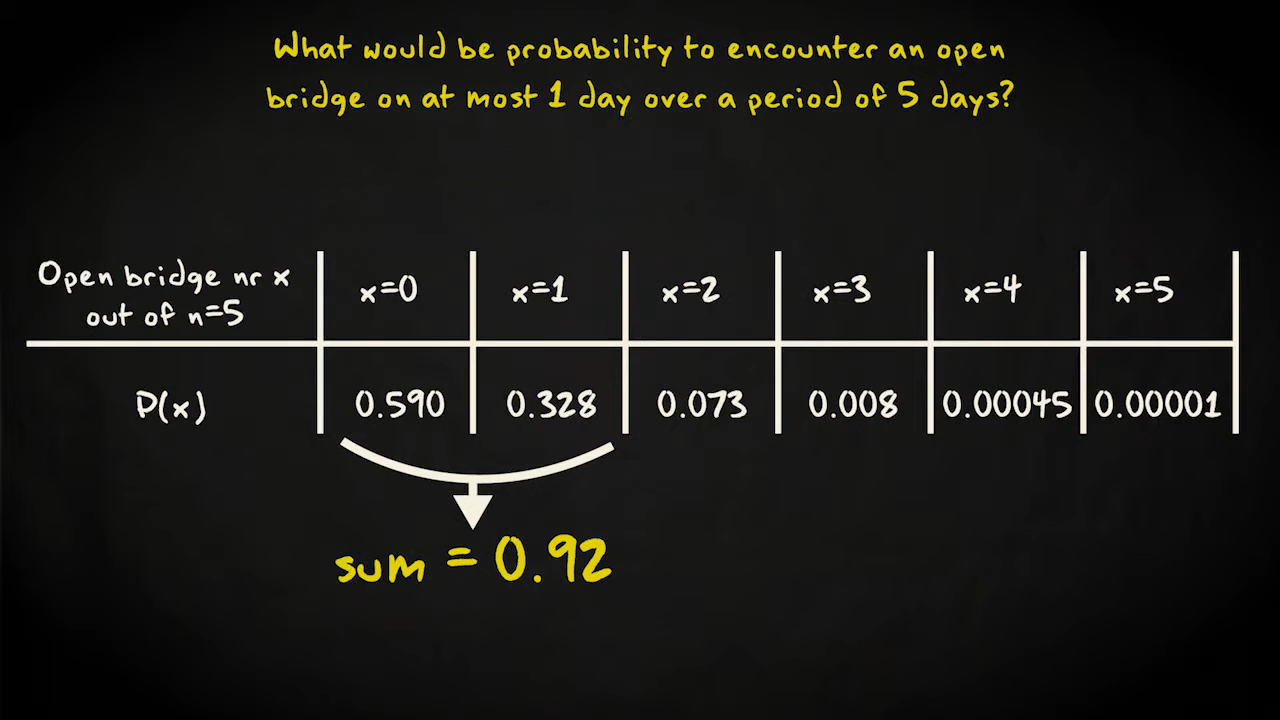 What would be probability to encounter an open
bridge on at most 1 day over a period of 5 days?
Open bridge nr x
out of n=5
x=0 x=1 x=2 x=3 x=4 x=5
P(x) 0.590 0.328 0.073 0.008 0.00045 0.00001
sum = 0.92